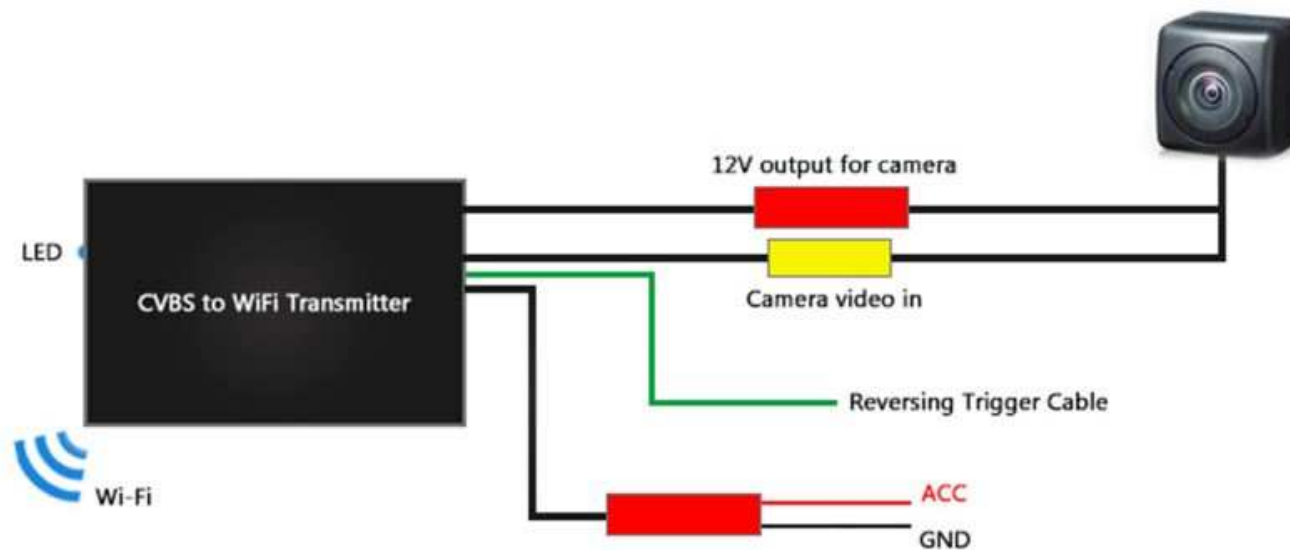 12V output for camera
LED
CVBS to WiFi Transmitter
Camera video in
Reversing Trigger Cable
Wi-Fi
ACC
GND